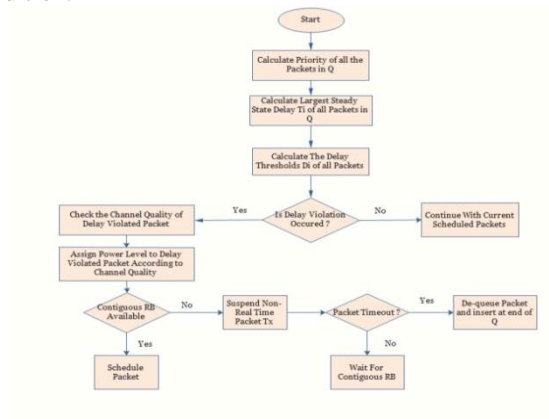 Start
Calculate Priority of all the
Packets in Q
Calculate Largest Steady
State Delay Ti of all Packets in
Q
Calculate The Delay
Thresholds Di of all Packets
Is Delay Violation
Occured ?
Yes
No
Check the Channel Quality of
Delay Violated Packet
Continue With Current
Scheduled Packets
Assign Power Level to Delay
Violated Packet According to
Channel Quality
Contiguous RB
Available
No
Suspend Non-
Real Time
Packet Tx
Packet Timeout ?
Yes
De-queue Packet
and insert at end of
Q
Yes
No
Schedule
Packet
Wait For
Contiguous RB